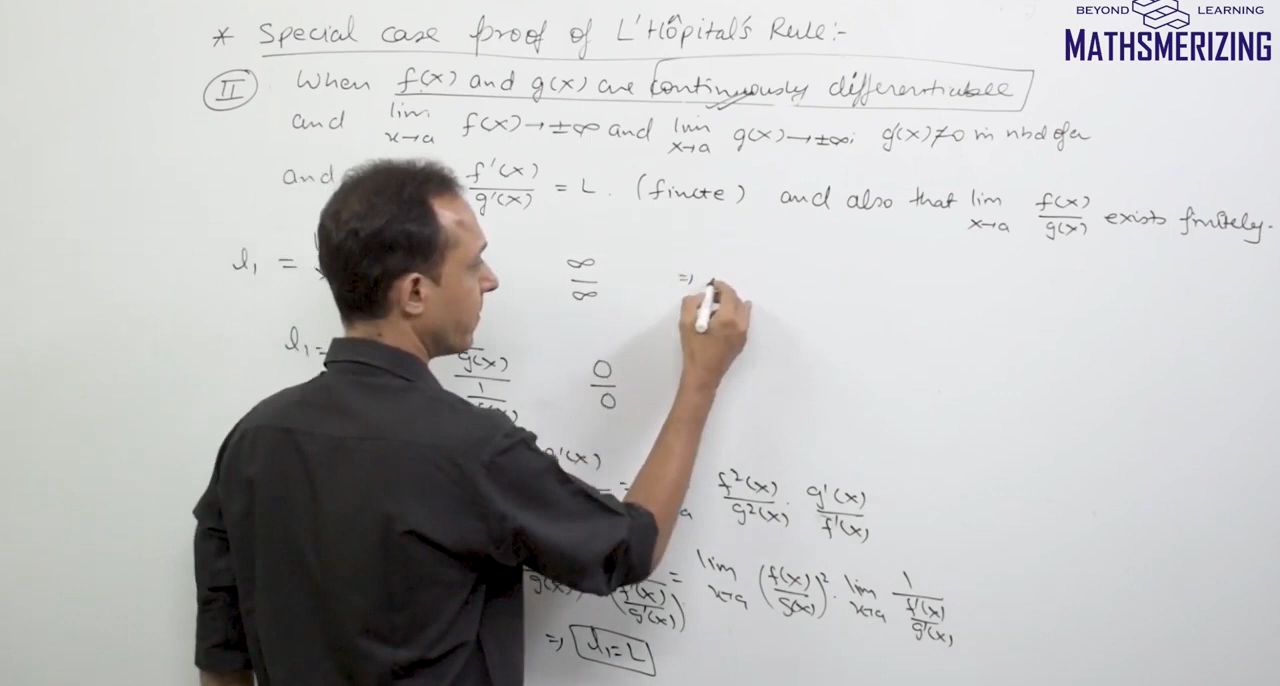 BEYOND LEARNING
MATHSMERIZING
* Special case proof of L'Hôpital's Rule:-
II When f(x) and g(x) are continuously differentiable
and lim x→a f(x)→±∞ and lim x→a g(x)→±∞; g'(x)≠0 in nbd of a
and f'(x)/g'(x) = L. (finite) and also that lim x→a f(x)/g(x) exists finitely.
l₁ = ∞/∞ ⇒
l₁ = g(x) 1 0/0
g'(x) = a f²(x)/g²(x) · g'(x)/f'(x)
g(x) (f'(x)/g'(x)) = lim x→a (f(x)/g(x))² · lim x→a 1/(f'(x)/g'(x))
⇒ l₁=L